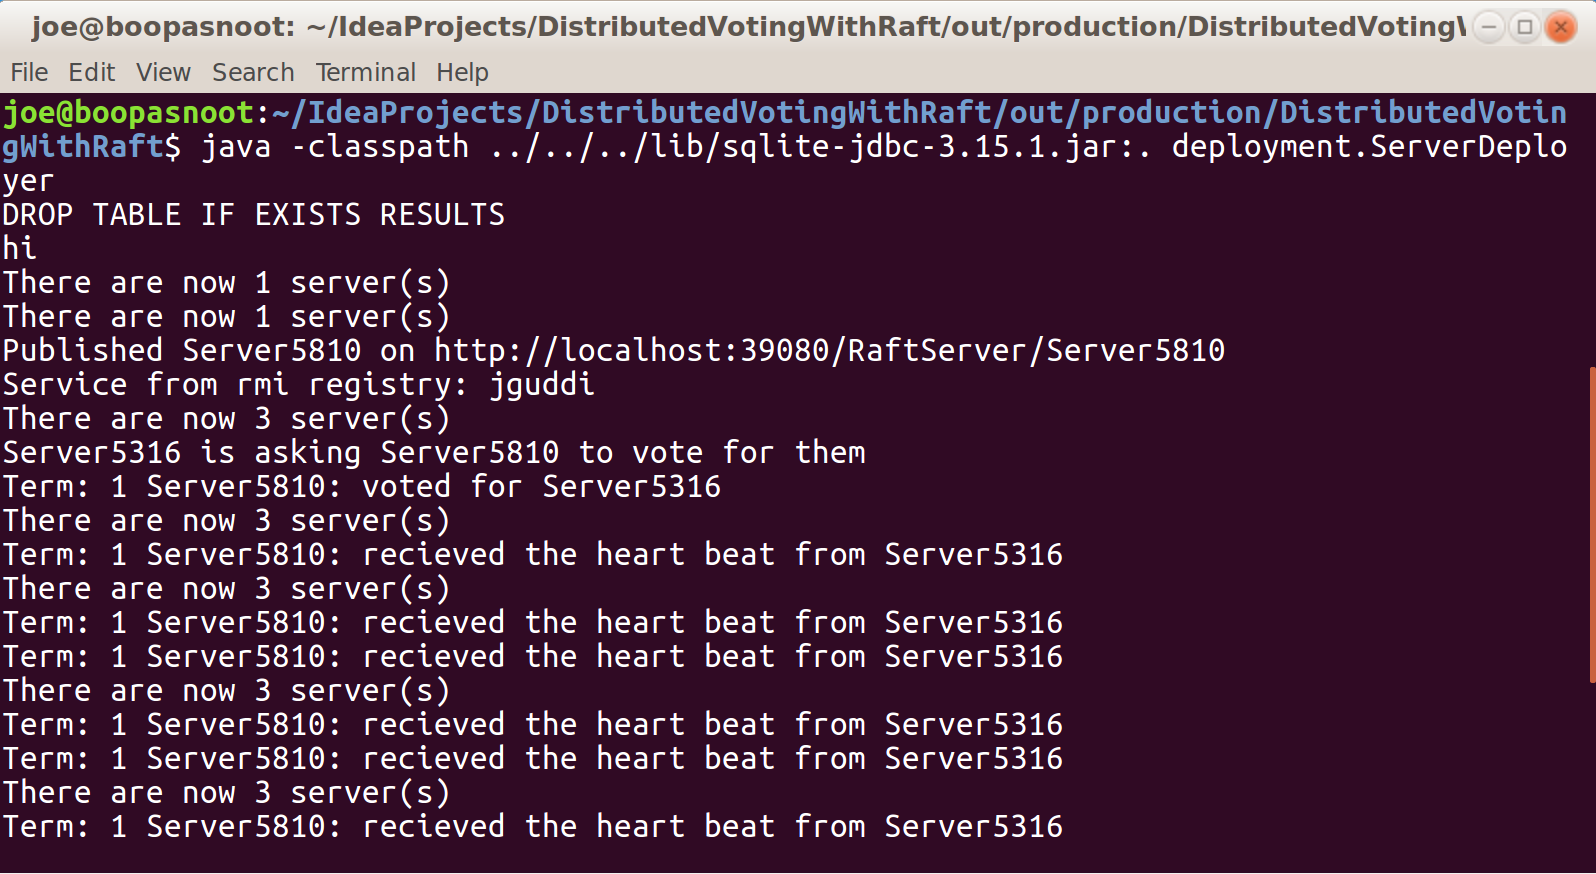 joe@boopasnoot: ~/IdeaProjects/DistributedVotingWithRaft/out/production/DistributedVoting
File Edit View Search Terminal Help
joe@boopasnoot:~/IdeaProjects/DistributedVotingWithRaft/out/production/DistributedVotin
gWithRaft$ java -classpath ../../../lib/sqlite-jdbc-3.15.1.jar:. deployment.ServerDeplo
yer
DROP TABLE IF EXISTS RESULTS
hi
There are now 1 server(s)
There are now 1 server(s)
Published Server5810 on http://localhost:39080/RaftServer/Server5810
Service from rmi registry: jguddi
There are now 3 server(s)
Server5316 is asking Server5810 to vote for them
Term: 1 Server5810: voted for Server5316
There are now 3 server(s)
Term: 1 Server5810: recieved the heart beat from Server5316
There are now 3 server(s)
Term: 1 Server5810: recieved the heart beat from Server5316
Term: 1 Server5810: recieved the heart beat from Server5316
There are now 3 server(s)
Term: 1 Server5810: recieved the heart beat from Server5316
Term: 1 Server5810: recieved the heart beat from Server5316
There are now 3 server(s)
Term: 1 Server5810: recieved the heart beat from Server5316